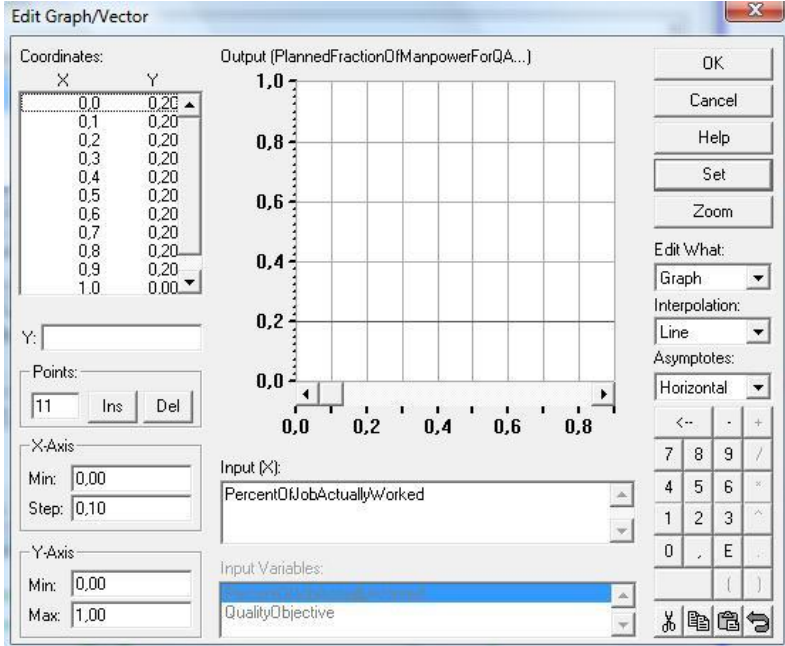 Edit Graph/Vector
Coordinates:
X Y
0,0 0,20
0,1 0,20
0,2 0,20
0,3 0,20
0,4 0,20
0,5 0,20
0,6 0,20
0,7 0,20
0,8 0,20
0,9 0,20
1,0 0,00
Y:
Points:
11 Ins Del
X-Axis
Min: 0,00
Step: 0,10
Y-Axis
Min: 0,00
Max: 1,00
Output (PlannedFractionOfManpowerForQA...)
1,0
0,8
0,6
0,4
0,2
0,0
0,0 0,2 0,4 0,6 0,8
Input (X):
PercentOfJobActuallyWorked
Input Variables:
QualityObjective
OK
Cancel
Help
Set
Zoom
Edit What:
Graph
Interpolation:
Line
Asymptotes:
Horizontal
<-- - +
7 8 9 /
4 5 6 *
1 2 3 ^
0 , E .
( )